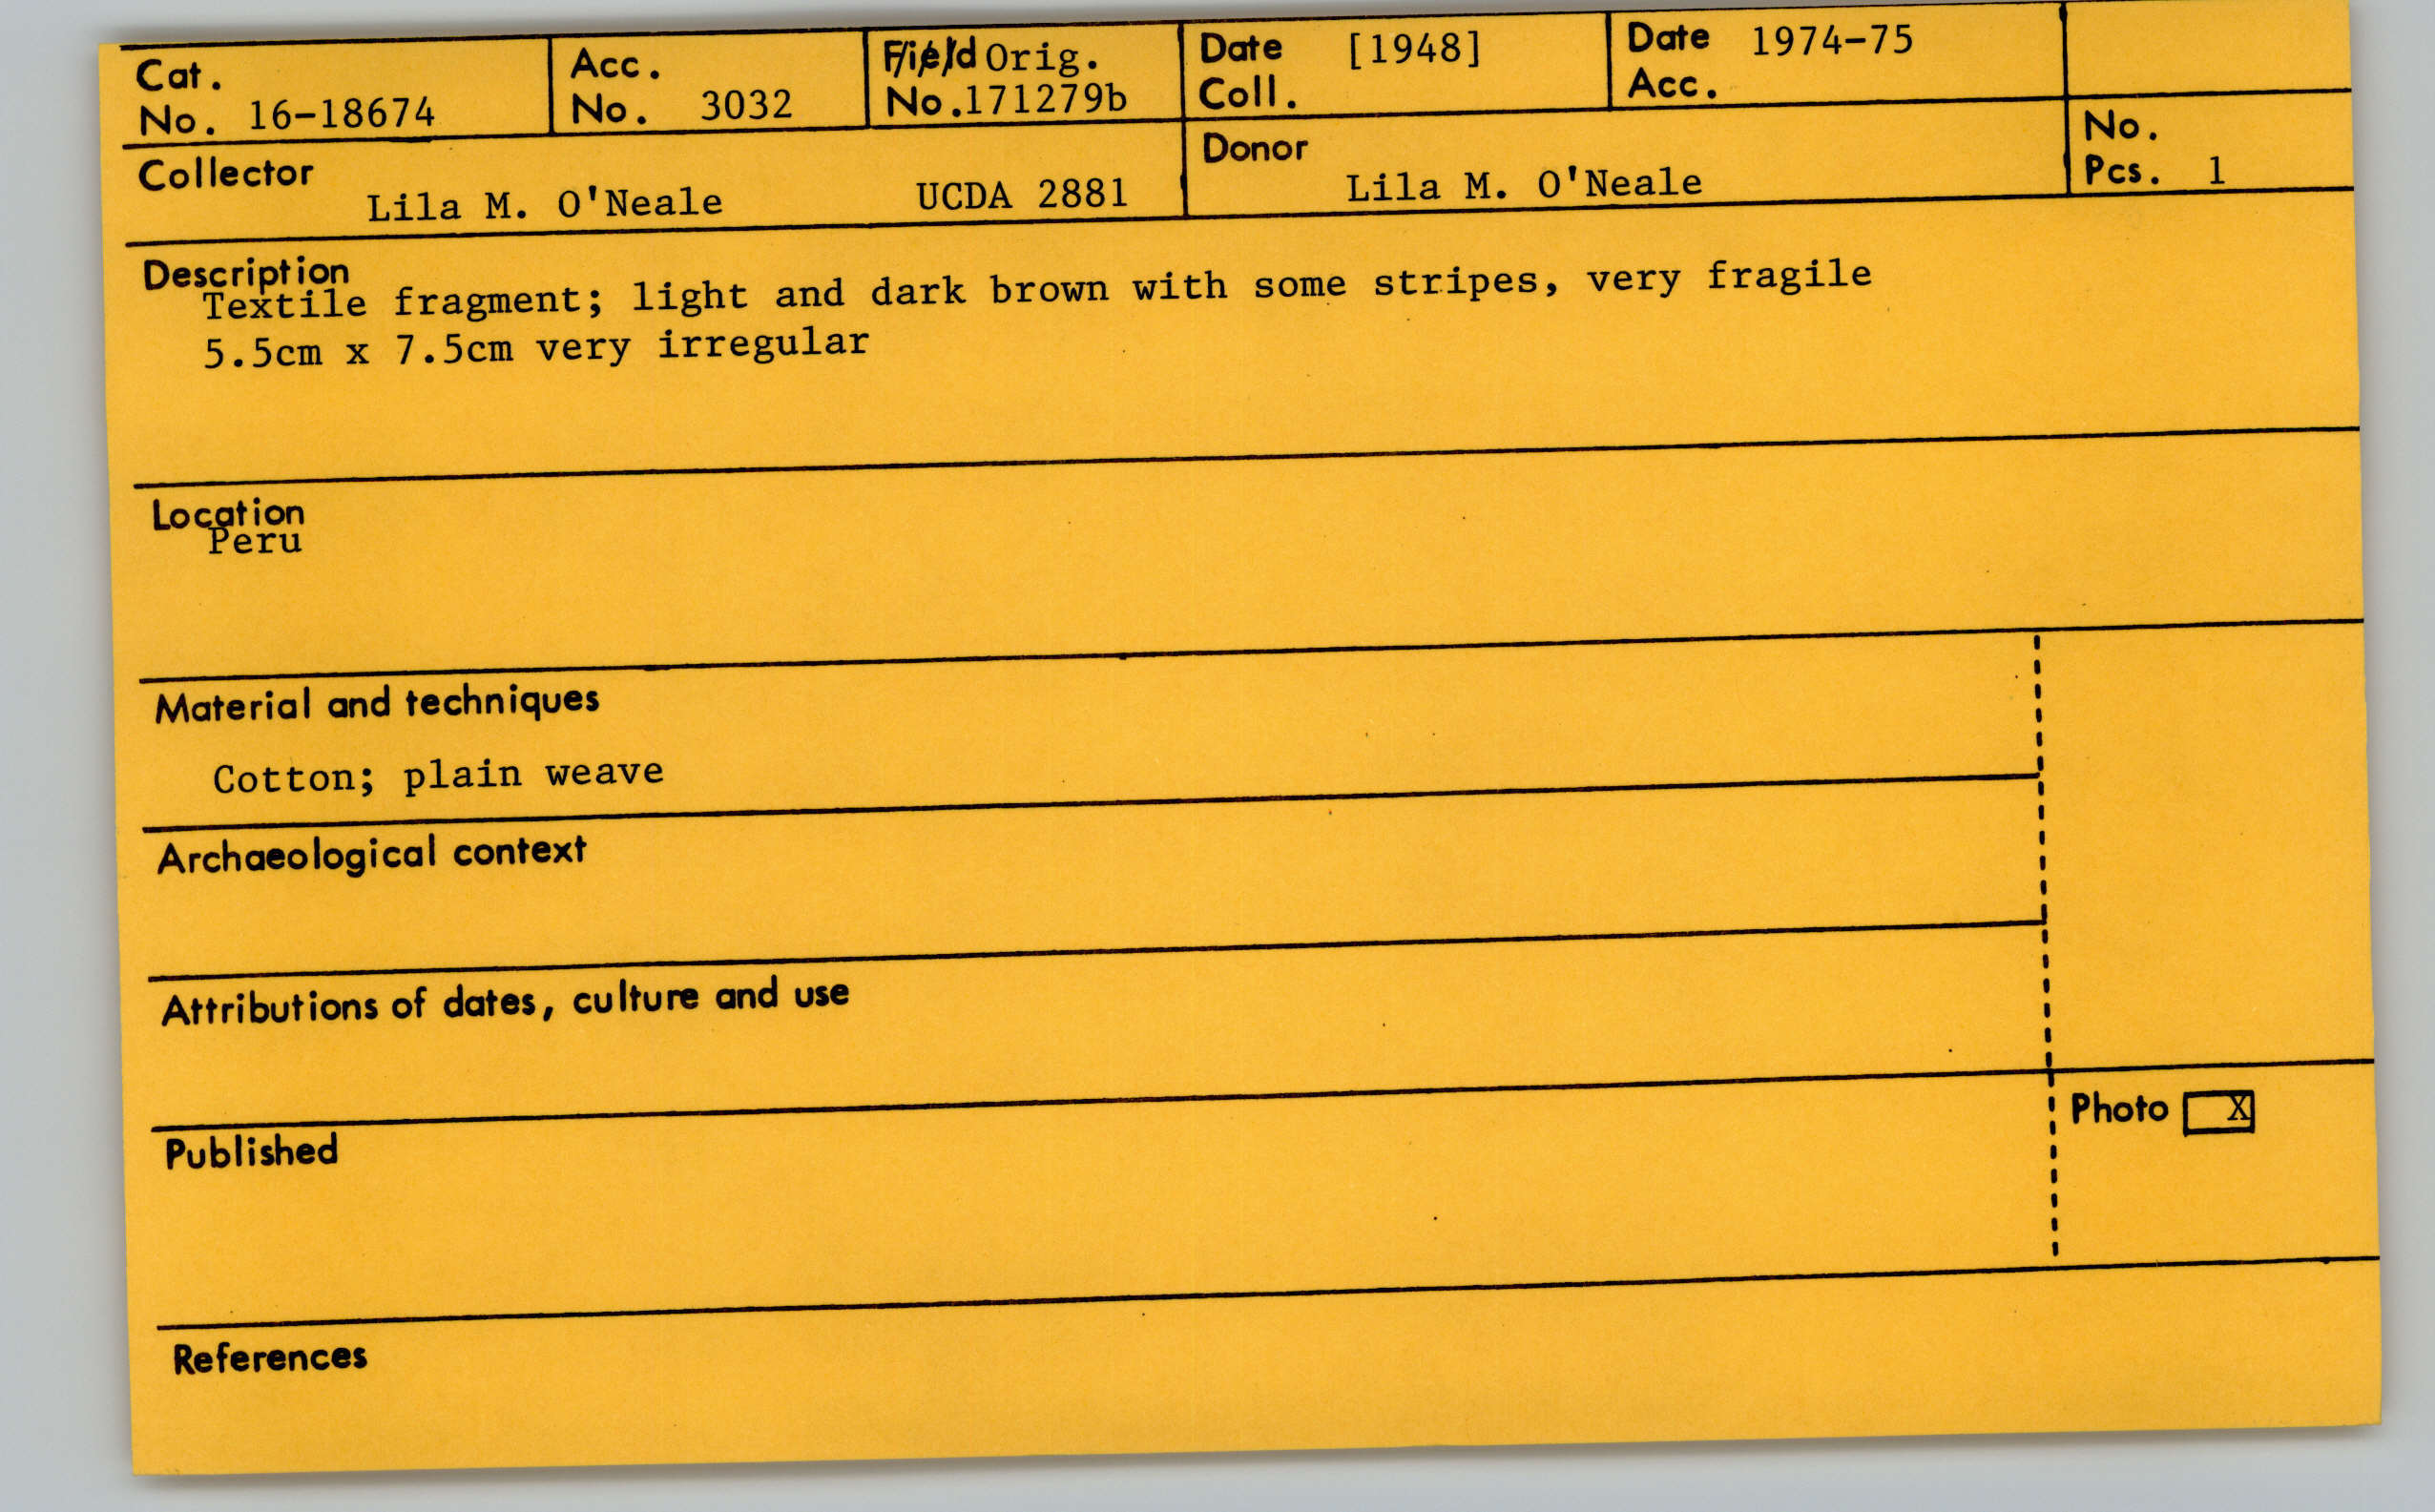 Cat. No. 16-18674
Acc. No. 3032
Field Orig. No. 171279b
Date Coll. [1948]
Date Acc. 1974-75
Collector Lila M. O'Neale UCDA 2881
Donor Lila M. O'Neale
No. Pcs. 1
Description
Textile fragment; light and dark brown with some stripes, very fragile
5.5cm x 7.5cm very irregular
Location
Peru
Material and techniques
Cotton; plain weave
Archaeological context
Attributions of dates, culture and use
Photo X
Published
References